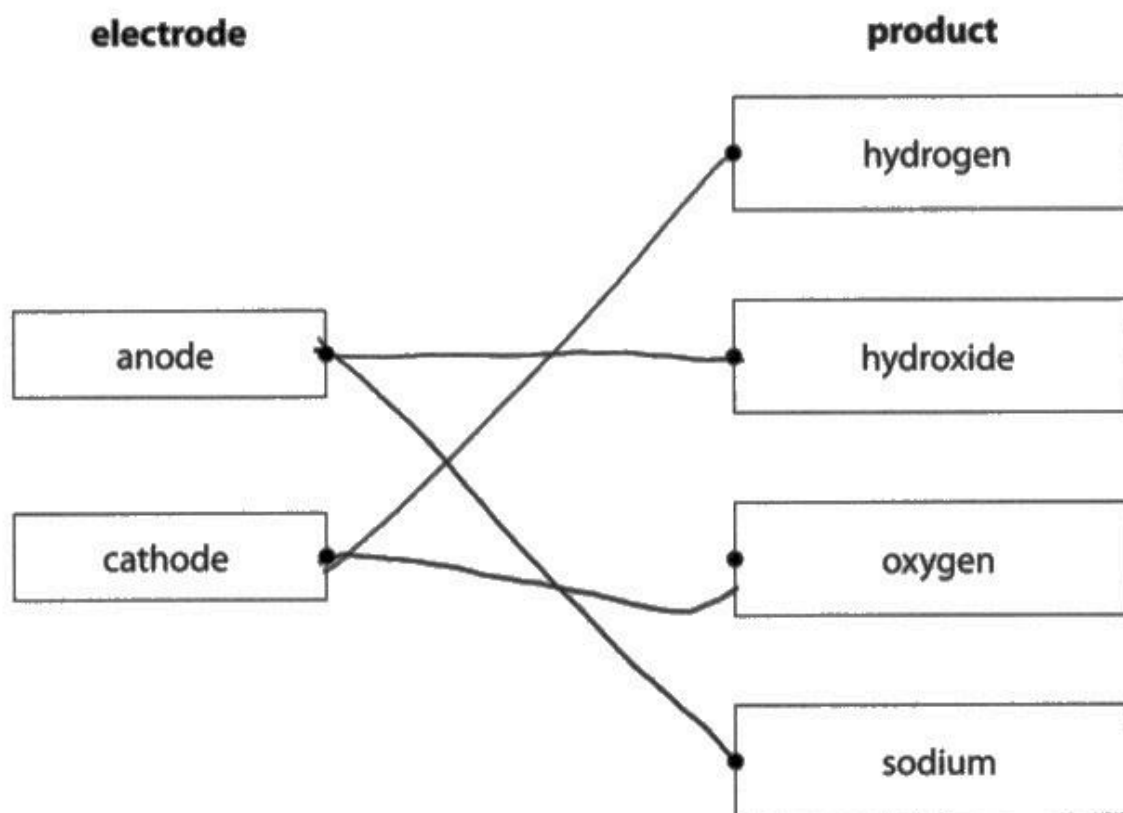 electrode
product
hydrogen
anode
hydroxide
cathode
oxygen
sodium